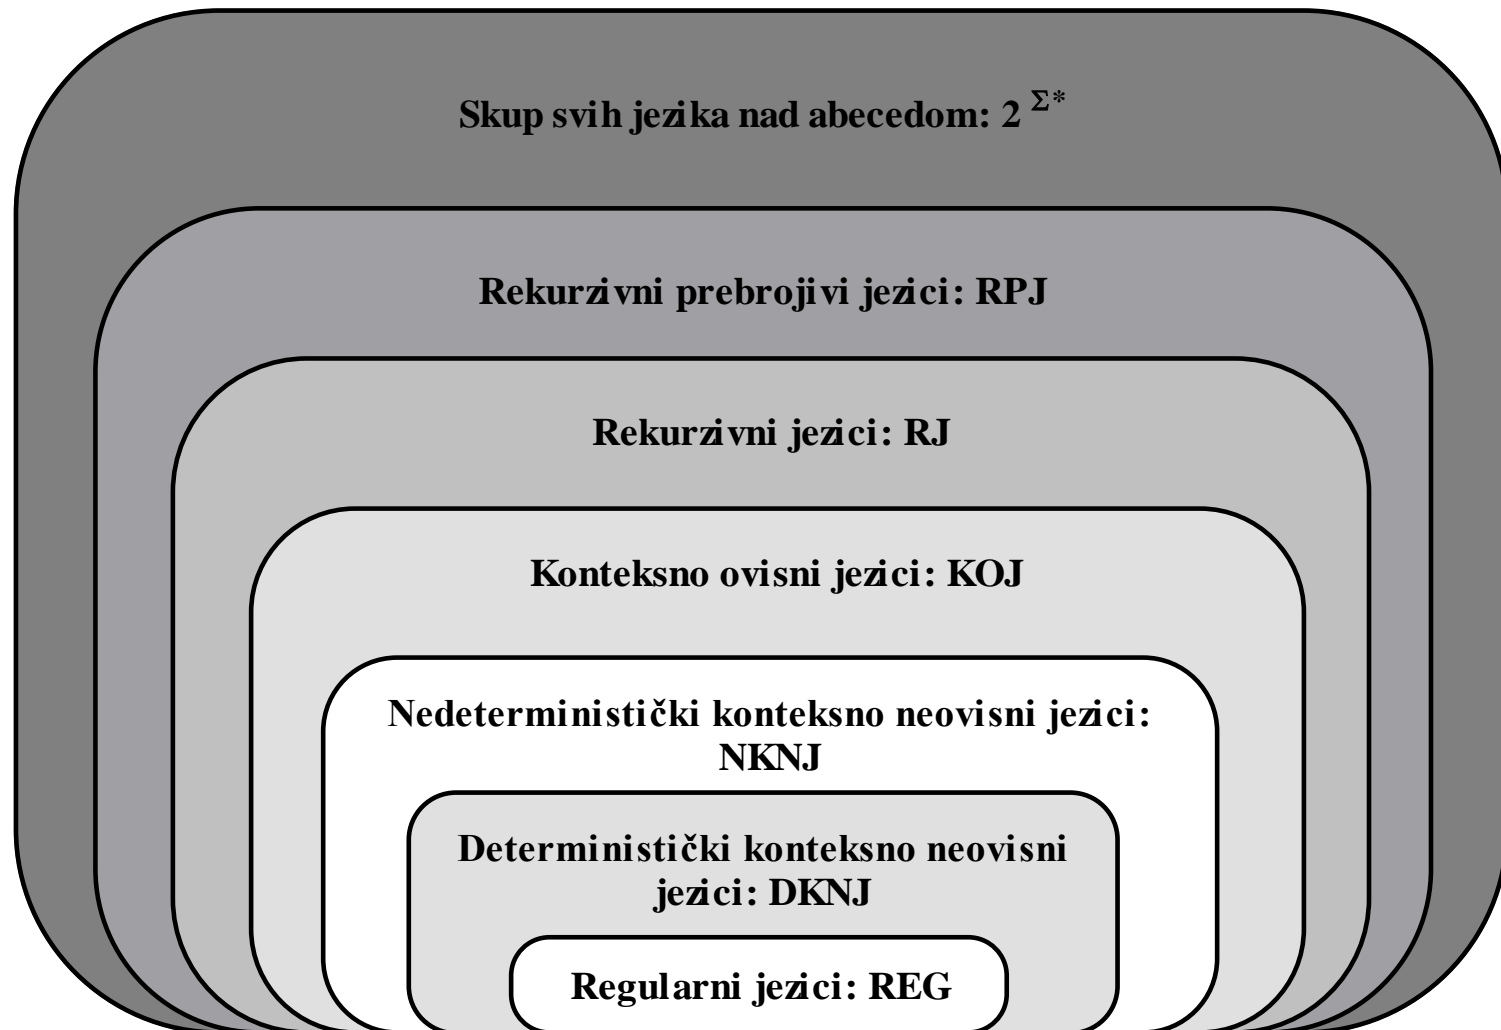 Skup svih jezika nad abecedom: 2 Σ*
Rekurzivni prebrojivi jezici: RPJ
Rekurzivni jezici: RJ
Konteksno ovisni jezici: KOJ
Nedeterministički konteksno neovisni jezici:
NKNJ
Deterministički konteksno neovisni
jezici: DKNJ
Regularni jezici: REG